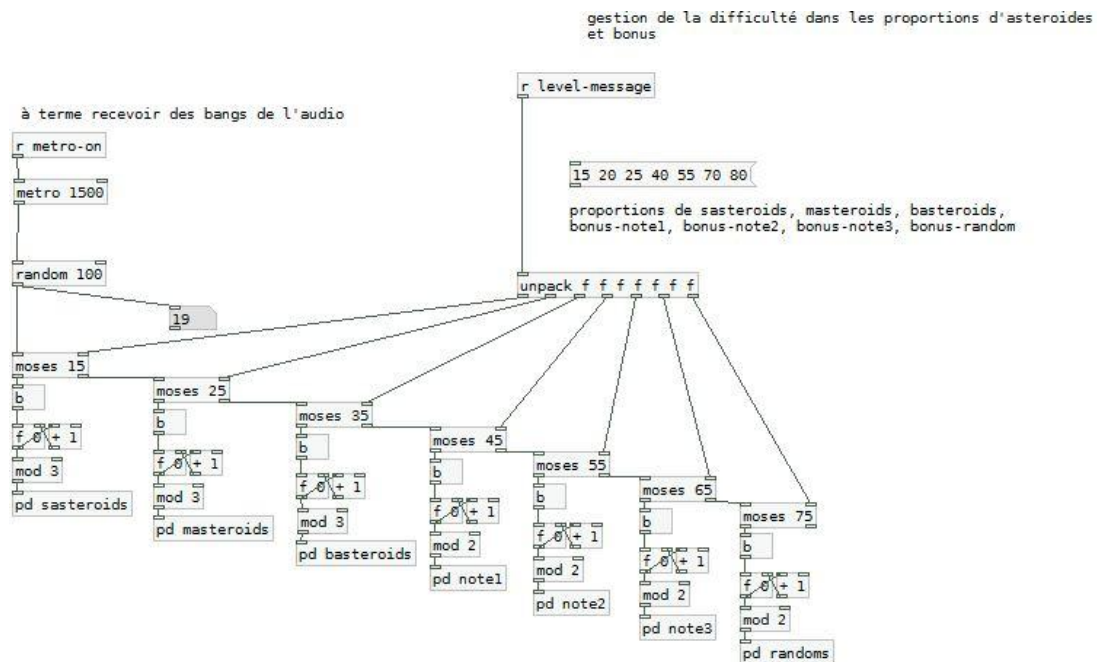 gestion de la difficulté dans les proportions d'asteroides
et bonus
r level-message
à terme recevoir des bangs de l'audio
r metro-on
15 20 25 40 55 70 80
metro 1500
proportions de sasteroids, masteroids, basteroids,
bonus-note1, bonus-note2, bonus-note3, bonus-random
random 100
unpack f f f f f f f
19
moses 15
b
f 0
+ 1
mod 3
pd sasteroids
moses 25
b
f 0
+ 1
mod 3
pd masteroids
moses 35
b
f 0
+ 1
mod 3
pd basteroids
moses 45
b
f 0
+ 1
mod 2
pd note1
moses 55
b
f 0
+ 1
mod 2
pd note2
moses 65
b
f 0
+ 1
mod 2
pd note3
moses 75
b
f 0
+ 1
mod 2
pd randoms